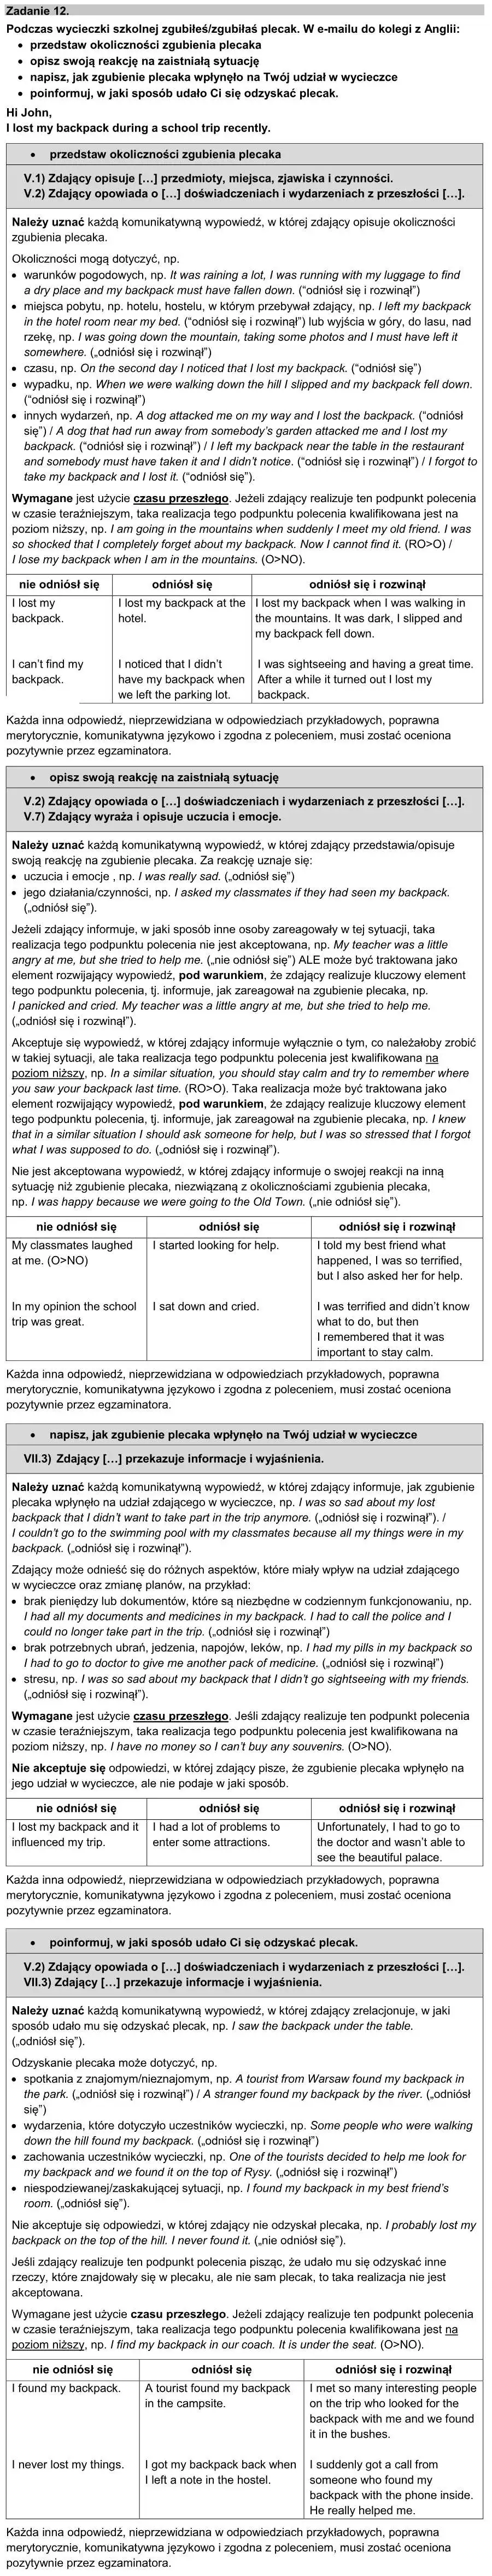 Zadanie 12.
Podczas wycieczki szkolnej zgubiłeś/zgubiłaś plecak. W e-mailu do kolegi z Anglii:
• przedstaw okoliczności zgubienia plecaka
• opisz swoją reakcję na zaistniałą sytuację
• napisz, jak zgubienie plecaka wpłynęło na Twój udział w wycieczce
• poinformuj, w jaki sposób udało Ci się odzyskać plecak.
Hi John,
I lost my backpack during a school trip recently.
• przedstaw okoliczności zgubienia plecaka
V.1) Zdający opisuje […] przedmioty, miejsca, zjawiska i czynności.
V.2) Zdający opowiada o […] doświadczeniach i wydarzeniach z przeszłości […].
Należy uznać każdą komunikatywną wypowiedź, w której zdający opisuje okoliczności
zgubienia plecaka.
Okoliczności mogą dotyczyć, np.
• warunków pogodowych, np. It was raining a lot, I was running with my luggage to find
a dry place and my backpack must have fallen down. (“odniósł się i rozwinął”)
• miejsca pobytu, np. hotelu, hostelu, w którym przebywał zdający, np. I left my backpack
in the hotel room near my bed. (“odniósł się i rozwinął”) lub wyjścia w góry, do lasu, nad
rzekę, np. I was going down the mountain, taking some photos and I must have left it
somewhere. („odniósł się i rozwinął”)
• czasu, np. On the second day I noticed that I lost my backpack. (“odniósł się”)
• wypadku, np. When we were walking down the hill I slipped and my backpack fell down.
(“odniósł się i rozwinął”)
• innych wydarzeń, np. A dog attacked me on my way and I lost the backpack. (“odniósł
się”) / A dog that had run away from somebody’s garden attacked me and I lost my
backpack. (“odniósł się i rozwinął”) / I left my backpack near the table in the restaurant
and somebody must have taken it and I didn’t notice. (“odniósł się i rozwinął”) / I forgot to
take my backpack and I lost it. (“odniósł się”).
Wymagane jest użycie czasu przeszłego. Jeżeli zdający realizuje ten podpunkt polecenia
w czasie teraźniejszym, taka realizacja tego podpunktu polecenia kwalifikowana jest na
poziom niższy, np. I am going in the mountains when suddenly I meet my old friend. I was
so shocked that I completely forget about my backpack. Now I cannot find it. (RO>O) /
I lose my backpack when I am in the mountains. (O>NO).
nie odniósł się odniósł się odniósł się i rozwinął
I lost my I lost my backpack at the I lost my backpack when I was walking in
backpack. hotel. the mountains. It was dark, I slipped and
my backpack fell down.
I can’t find my I noticed that I didn’t I was sightseeing and having a great time.
backpack. have my backpack when After a while it turned out I lost my
we left the parking lot. backpack.
Każda inna odpowiedź, nieprzewidziana w odpowiedziach przykładowych, poprawna
merytorycznie, komunikatywna językowo i zgodna z poleceniem, musi zostać oceniona
pozytywnie przez egzaminatora.
• opisz swoją reakcję na zaistniałą sytuację
V.2) Zdający opowiada o […] doświadczeniach i wydarzeniach z przeszłości […].
V.7) Zdający wyraża i opisuje uczucia i emocje.
Należy uznać każdą komunikatywną wypowiedź, w której zdający przedstawia/opisuje
swoją reakcję na zgubienie plecaka. Za reakcję uznaje się:
• uczucia i emocje , np. I was really sad. („odniósł się”)
• jego działania/czynności, np. I asked my classmates if they had seen my backpack.
(„odniósł się”).
Jeżeli zdający informuje, w jaki sposób inne osoby zareagowały w tej sytuacji, taka
realizacja tego podpunktu polecenia nie jest akceptowana, np. My teacher was a little
angry at me, but she tried to help me. („nie odniósł się”) ALE może być traktowana jako
element rozwijający wypowiedź, pod warunkiem, że zdający realizuje kluczowy element
tego podpunktu polecenia, tj. informuje, jak zareagował na zgubienie plecaka, np.
I panicked and cried. My teacher was a little angry at me, but she tried to help me.
(„odniósł się i rozwinął”).
Akceptuje się wypowiedź, w której zdający informuje wyłącznie o tym, co należałoby zrobić
w takiej sytuacji, ale taka realizacja tego podpunktu polecenia jest kwalifikowana na
poziom niższy, np. In a similar situation, you should stay calm and try to remember where
you saw your backpack last time. (RO>O). Taka realizacja może być traktowana jako
element rozwijający wypowiedź, pod warunkiem, że zdający realizuje kluczowy element
tego podpunktu polecenia, tj. informuje, jak zareagował na zgubienie plecaka, np. I knew
that in a similar situation I should ask someone for help, but I was so stressed that I forgot
what I was supposed to do. („odniósł się i rozwinął”).
Nie jest akceptowana wypowiedź, w której zdający informuje o swojej reakcji na inną
sytuację niż zgubienie plecaka, niezwiązaną z okolicznościami zgubienia plecaka,
np. I was happy because we were going to the Old Town. („nie odniósł się”).
nie odniósł się odniósł się odniósł się i rozwinął
My classmates laughed I started looking for help. I told my best friend what
at me. (O>NO) happened, I was so terrified,
but I also asked her for help.
In my opinion the school I sat down and cried. I was terrified and didn’t know
trip was great. what to do, but then
I remembered that it was
important to stay calm.
Każda inna odpowiedź, nieprzewidziana w odpowiedziach przykładowych, poprawna
merytorycznie, komunikatywna językowo i zgodna z poleceniem, musi zostać oceniona
pozytywnie przez egzaminatora.
• napisz, jak zgubienie plecaka wpłynęło na Twój udział w wycieczce
VII.3) Zdający […] przekazuje informacje i wyjaśnienia.
Należy uznać każdą komunikatywną wypowiedź, w której zdający informuje, jak zgubienie
plecaka wpłynęło na udział zdającego w wycieczce, np. I was so sad about my lost
backpack that I didn’t want to take part in the trip anymore. („odniósł się i rozwinął”). /
I couldn’t go to the swimming pool with my classmates because all my things were in my
backpack. („odniósł się i rozwinął”).
Zdający może odnieść się do różnych aspektów, które miały wpływ na udział zdającego
w wycieczce oraz zmianę planów, na przykład:
• brak pieniędzy lub dokumentów, które są niezbędne w codziennym funkcjonowaniu, np.
I had all my documents and medicines in my backpack. I had to call the police and I
could no longer take part in the trip. („odniósł się i rozwinął”)
• brak potrzebnych ubrań, jedzenia, napojów, leków, np. I had my pills in my backpack so
I had to go to doctor to give me another pack of medicine. („odniósł się i rozwinął”)
• stresu, np. I was so sad about my backpack that I didn’t go sightseeing with my friends.
(„odniósł się i rozwinął”).
Wymagane jest użycie czasu przeszłego. Jeśli zdający realizuje ten podpunkt polecenia
w czasie teraźniejszym, taka realizacja tego podpunktu polecenia jest kwalifikowana na
poziom niższy, np. I have no money so I can’t buy any souvenirs. (O>NO).
Nie akceptuje się odpowiedzi, w której zdający pisze, że zgubienie plecaka wpłynęło na
jego udział w wycieczce, ale nie podaje w jaki sposób.
nie odniósł się odniósł się odniósł się i rozwinął
I lost my backpack and it I had a lot of problems to Unfortunately, I had to go to
influenced my trip. enter some attractions. the doctor and wasn’t able to
see the beautiful palace.
Każda inna odpowiedź, nieprzewidziana w odpowiedziach przykładowych, poprawna
merytorycznie, komunikatywna językowo i zgodna z poleceniem, musi zostać oceniona
pozytywnie przez egzaminatora.
• poinformuj, w jaki sposób udało Ci się odzyskać plecak.
V.2) Zdający opowiada o […] doświadczeniach i wydarzeniach z przeszłości […].
VII.3) Zdający […] przekazuje informacje i wyjaśnienia.
Należy uznać każdą komunikatywną wypowiedź, w której zdający zrelacjonuje, w jaki
sposób udało mu się odzyskać plecak, np. I saw the backpack under the table.
(„odniósł się”).
Odzyskanie plecaka może dotyczyć, np.
• spotkania z znajomym/nieznajomym, np. A tourist from Warsaw found my backpack in
the park. („odniósł się i rozwinął”) / A stranger found my backpack by the river. („odniósł
się”)
• wydarzenia, które dotyczyło uczestników wycieczki, np. Some people who were walking
down the hill found my backpack. („odniósł się i rozwinął”)
• zachowania uczestników wycieczki, np. One of the tourists decided to help me look for
my backpack and we found it on the top of Rysy. („odniósł się i rozwinął”)
• niespodziewanej/zaskakującej sytuacji, np. I found my backpack in my best friend’s
room. („odniósł się”).
Nie akceptuje się odpowiedzi, w której zdający nie odzyskał plecaka, np. I probably lost my
backpack on the top of the hill. I never found it. („nie odniósł się”).
Jeśli zdający realizuje ten podpunkt polecenia pisząc, że udało mu się odzyskać inne
rzeczy, które znajdowały się w plecaku, ale nie sam plecak, to taka realizacja nie jest
akceptowana.
Wymagane jest użycie czasu przeszłego. Jeżeli zdający realizuje ten podpunkt polecenia
w czasie teraźniejszym, taka realizacja tego podpunktu polecenia kwalifikowana jest na
poziom niższy, np. I find my backpack in our coach. It is under the seat. (O>NO).
nie odniósł się odniósł się odniósł się i rozwinął
I found my backpack. A tourist found my backpack I met so many interesting people
in the campsite. on the trip who looked for the
backpack with me and we found
it in the bushes.
I never lost my things. I got my backpack back when I suddenly got a call from
I left a note in the hostel. someone who found my
backpack with the phone inside.
He really helped me.
Każda inna odpowiedź, nieprzewidziana w odpowiedziach przykładowych, poprawna
merytorycznie, komunikatywna językowo i zgodna z poleceniem, musi zostać oceniona
pozytywnie przez egzaminatora.